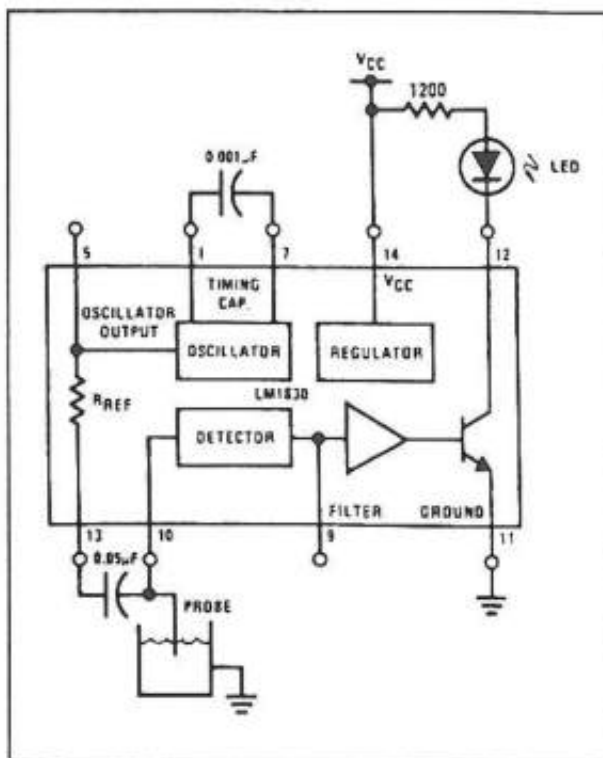 VCC
1200
0.001µF
LED
5
1
7
14
12
TIMING
CAP.
VCC
OSCILLATOR
OUTPUT
OSCILLATOR
REGULATOR
RREF
LM1830
DETECTOR
FILTER
GROUND
13
10
9
11
0.05µF
PROBE